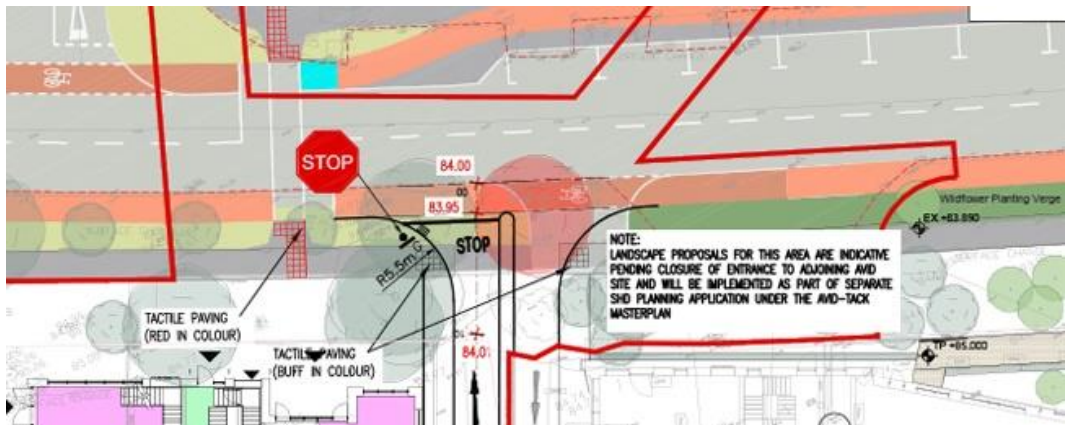 STOP
84.00
83.95
STOP
R5.5m
Wildflower Planting Verge
EX +83.890
NOTE:
LANDSCAPE PROPOSALS FOR THIS AREA ARE INDICATIVE
PENDING CLOSURE OF ENTRANCE TO ADJOINING AVID
SITE AND WILL BE IMPLEMENTED AS PART OF SEPARATE
SHD PLANNING APPLICATION UNDER THE AVID-TACK
MASTERPLAN
TACTILE PAVING
(RED IN COLOUR)
TACTILE PAVING
(BUFF IN COLOUR)
84.0
TP +85.000